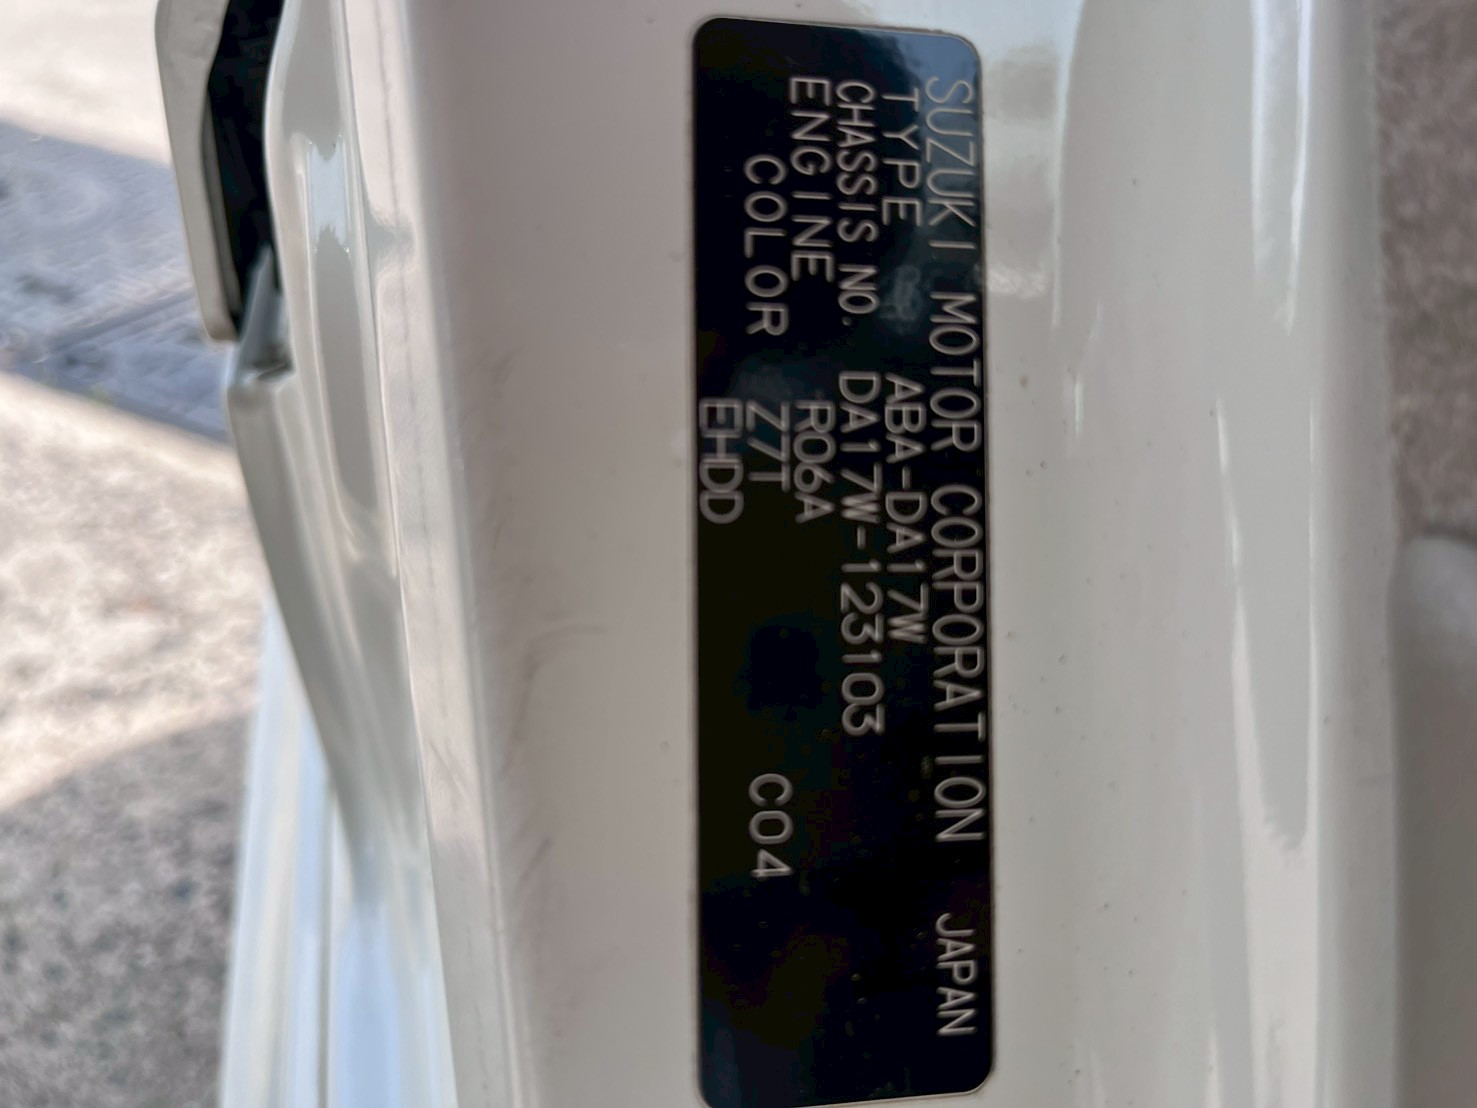 SUZUKI MOTOR CORPORATION JAPAN
TYPE ABA-DA17W
CHASSIS NO. DA17W-123103
ENGINE R06A
COLOR Z7T C04
EHDD